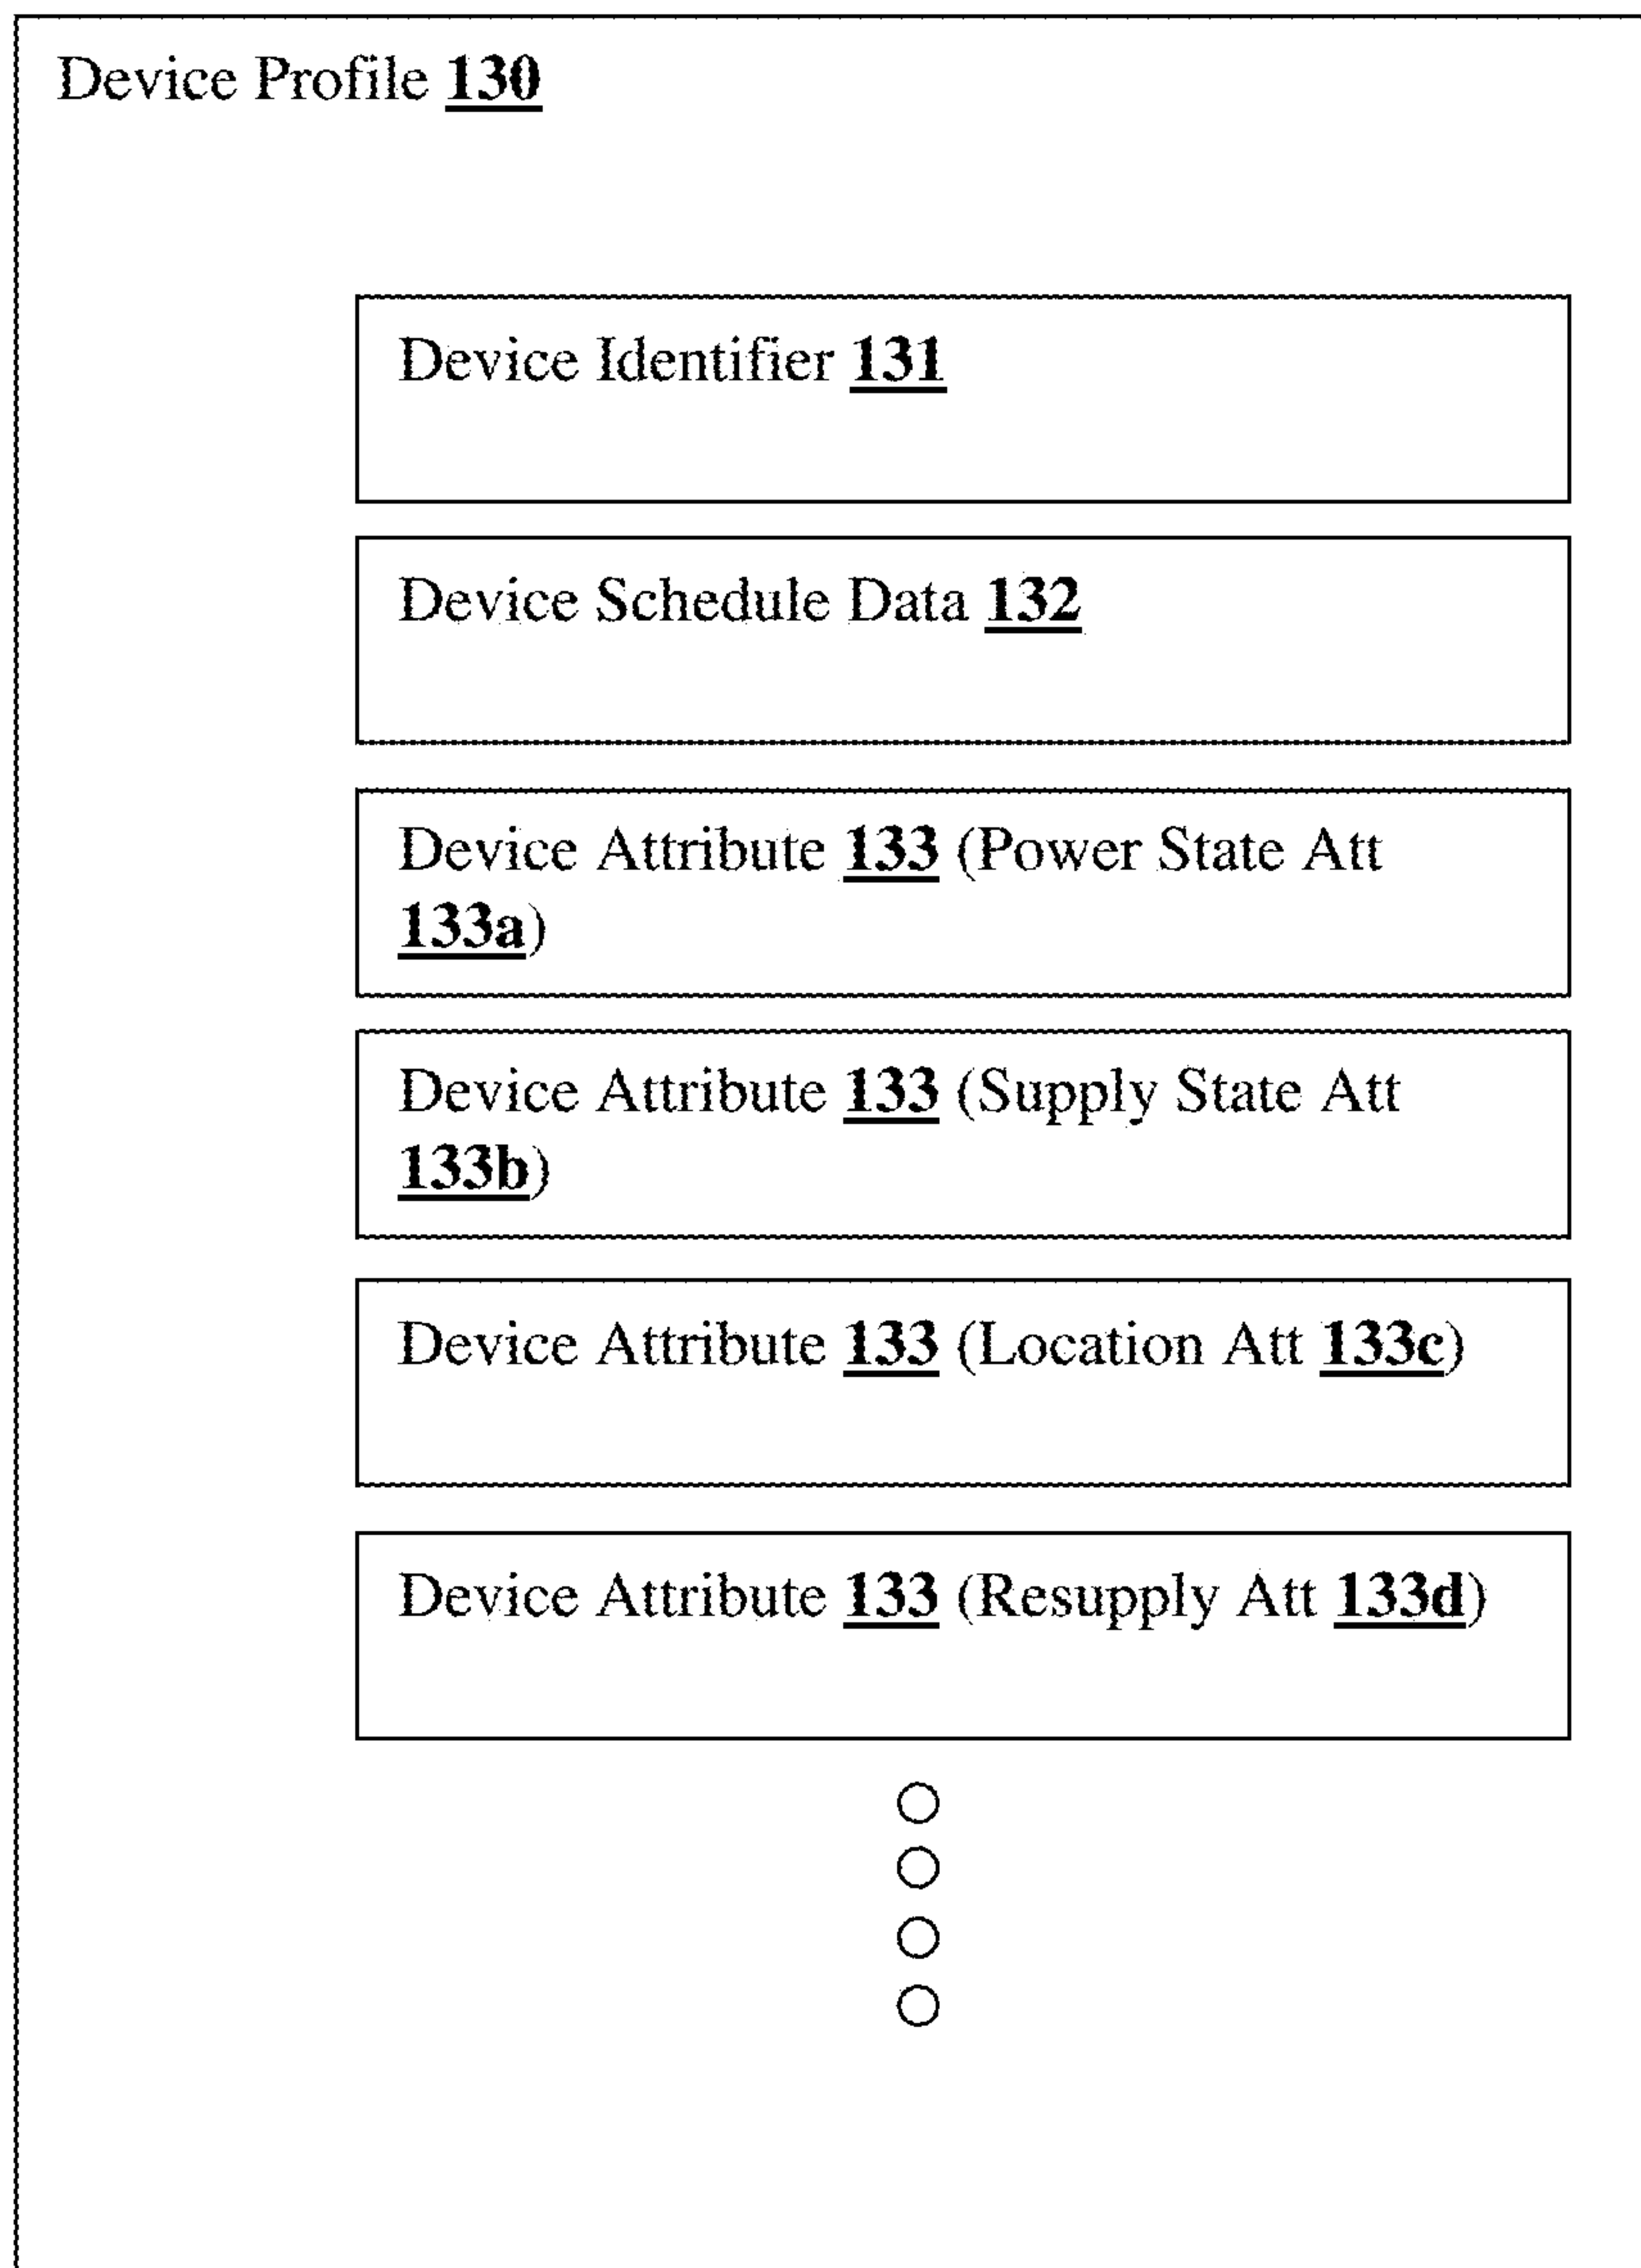 Device Profile 130
Device Identifier 131
Device Schedule Data 132
Device Attribute 133 (Power State Att
133a)
Device Attribute 133 (Supply State Att
133b)
Device Attribute 133 (Location Att 133c)
Device Attribute 133 (Resupply Att 133d)